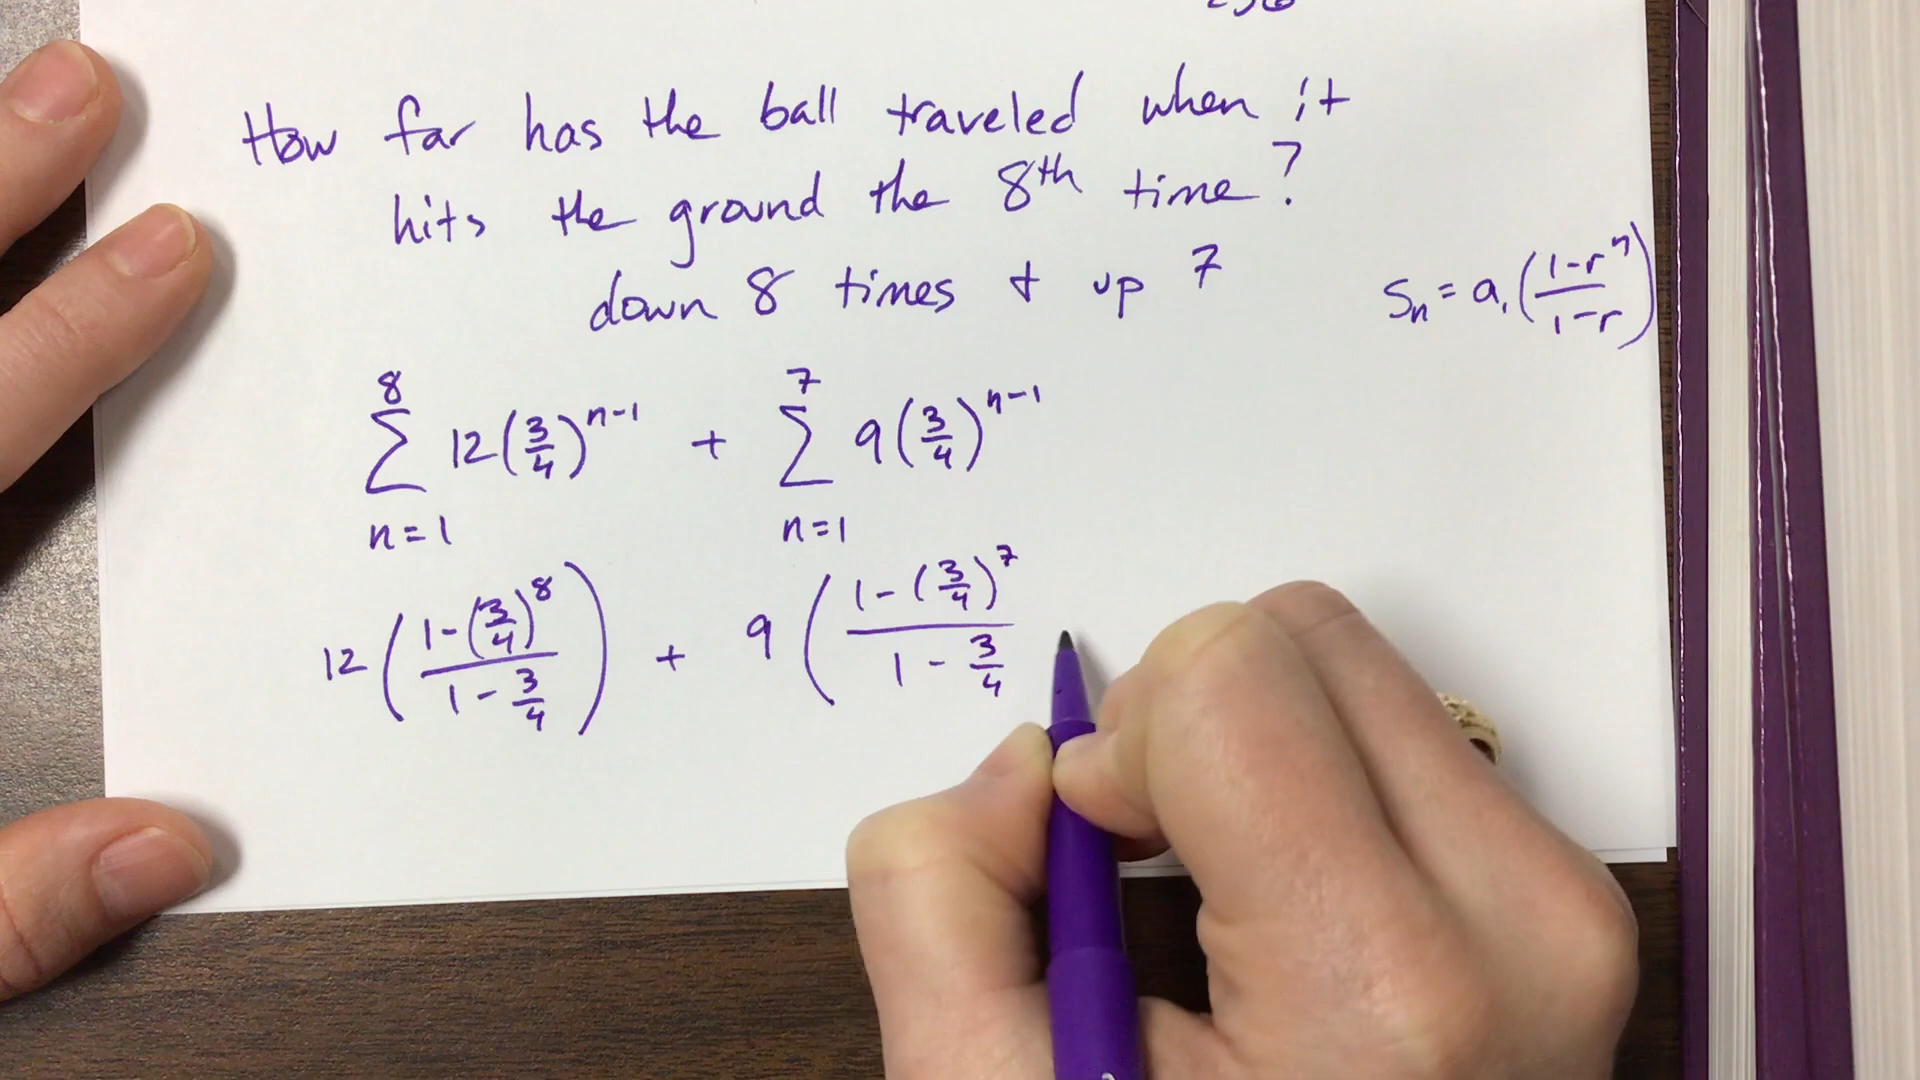 How far has the ball traveled when it
hits the ground the 8th time?
down 8 times + up 7
Sₙ = a₁ ( (1-rⁿ) / (1-r) )
8 7
∑ 12(3/4)ⁿ⁻¹ + ∑ 9(3/4)ⁿ⁻¹
n=1 n=1
12 ( (1-(3/4)⁸) / (1-3/4) ) + 9 ( (1-(3/4)⁷) / (1-3/4)